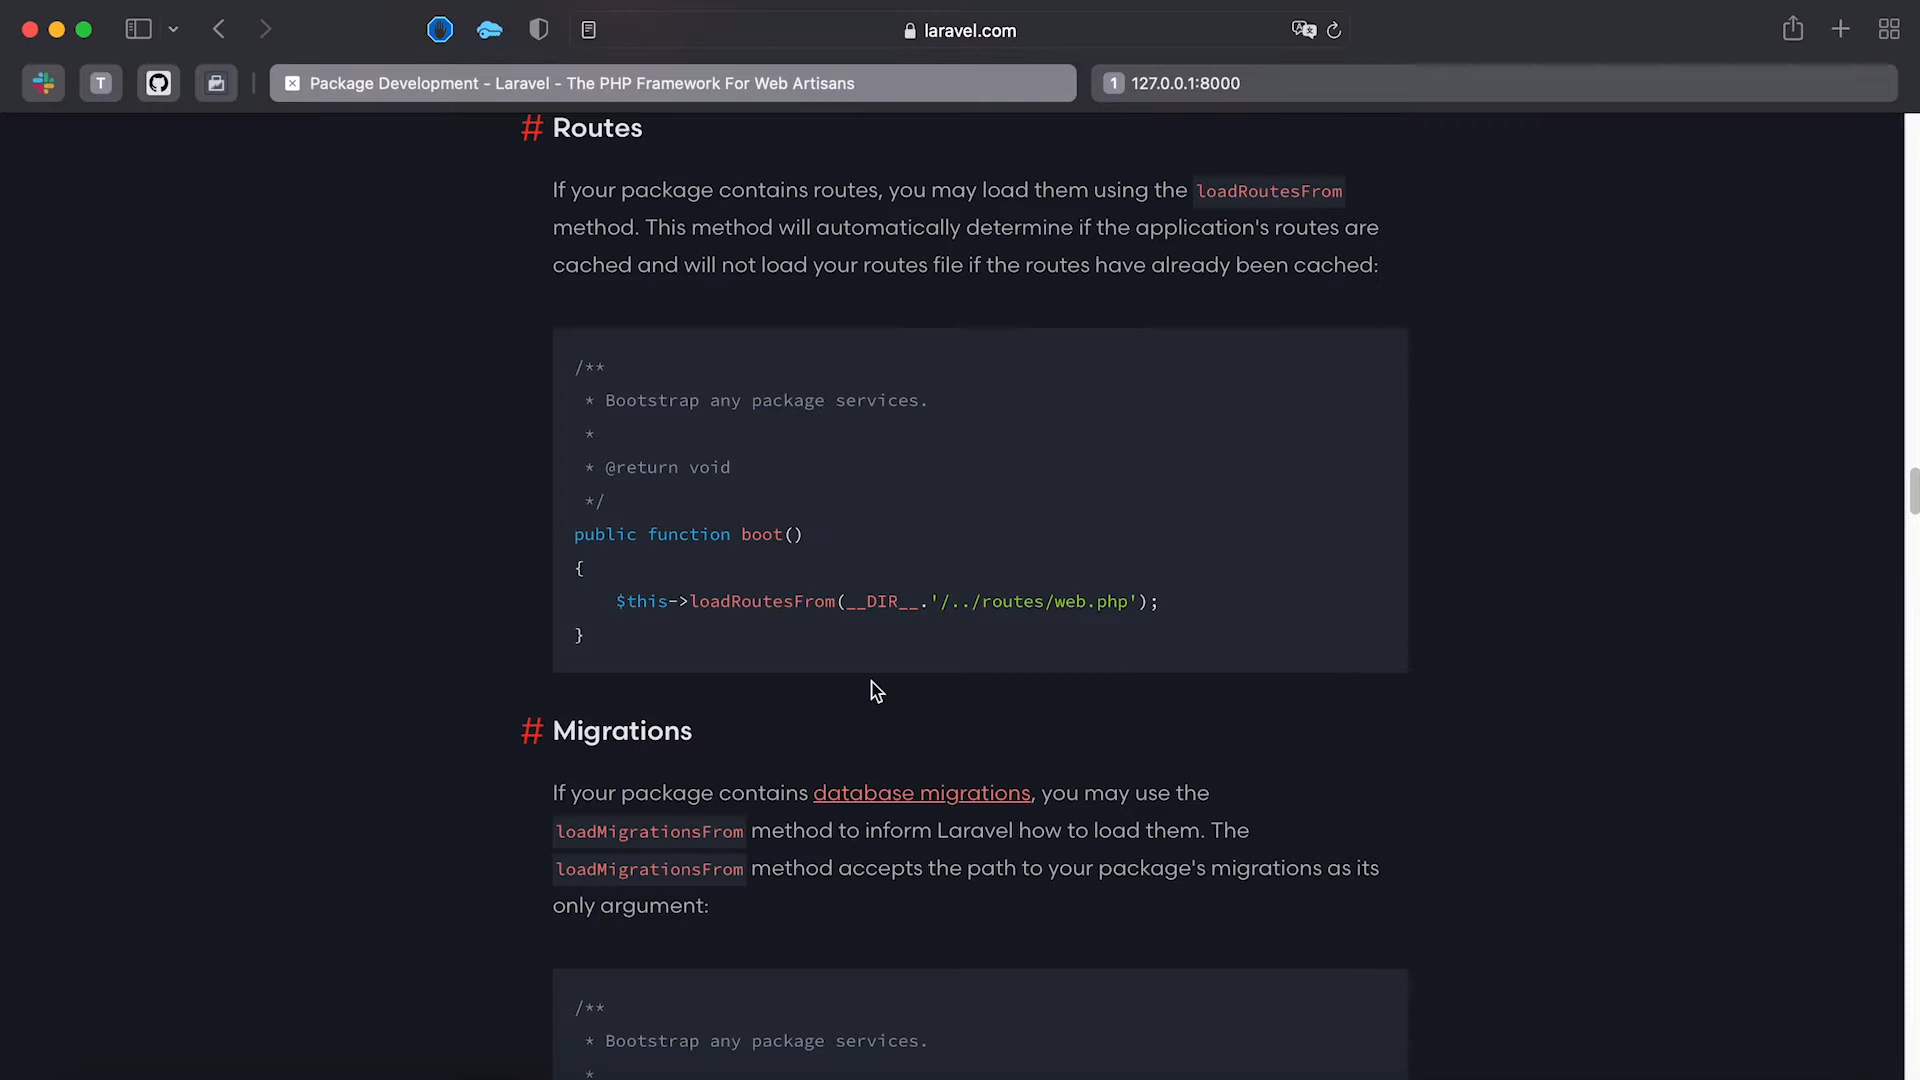 laravel.com
T
Package Development - Laravel - The PHP Framework For Web Artisans
1 127.0.0.1:8000
# Routes
If your package contains routes, you may load them using the loadRoutesFrom
method. This method will automatically determine if the application's routes are
cached and will not load your routes file if the routes have already been cached:
/**
* Bootstrap any package services.
*
* @return void
*/
public function boot()
{
$this->loadRoutesFrom(__DIR__.'/../routes/web.php');
}
# Migrations
If your package contains database migrations, you may use the
loadMigrationsFrom method to inform Laravel how to load them. The
loadMigrationsFrom method accepts the path to your package's migrations as its
only argument:
/**
* Bootstrap any package services.
*